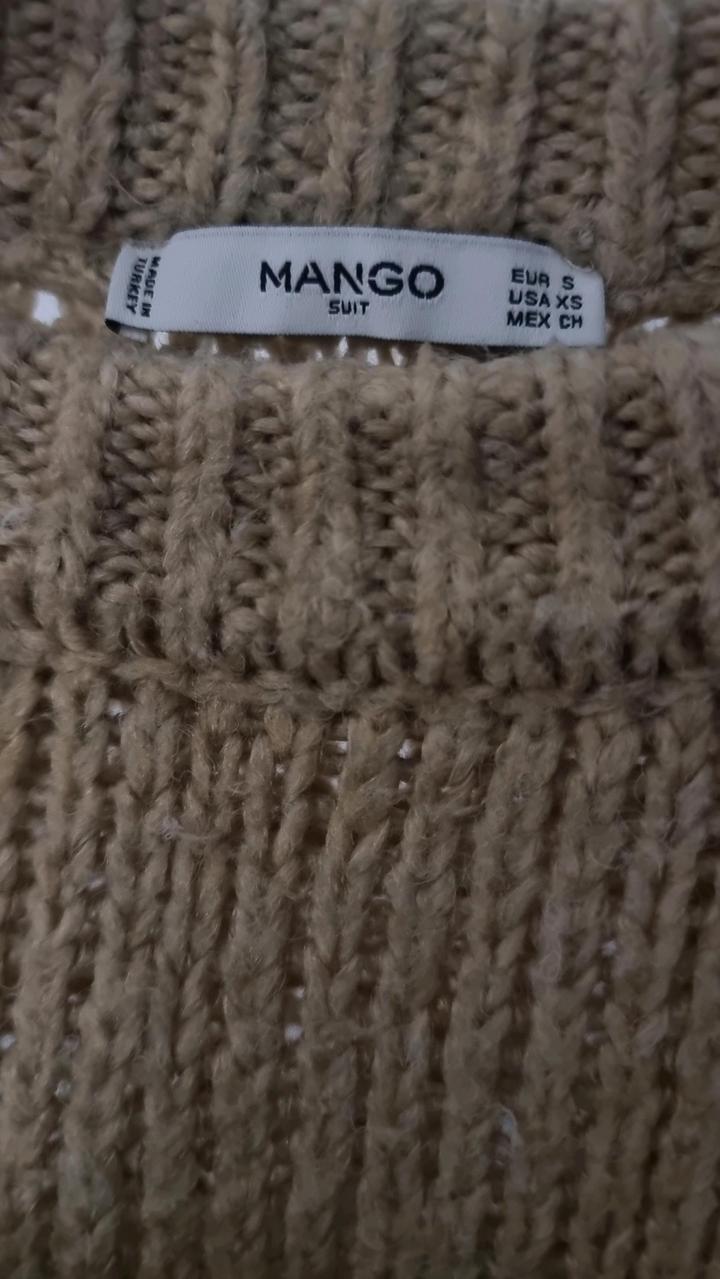 MADE IN
TURKEY
MANGO
SUIT
EUR S
USA XS
MEX CH